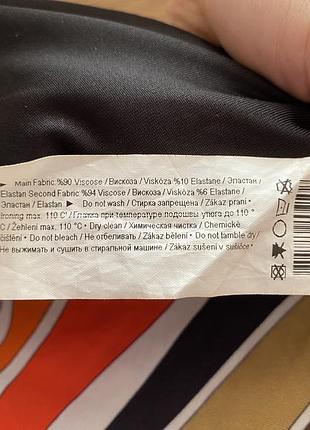 ► Main Fabric %90 Viscose / Вискоза / Viskóza %10 Elastane / Эластан /
Elastan Second Fabric %94 Viscose / Вискоза / Viskóza %6 Elastane /
Эластан / Elastan • Do not wash / Стирка запрещена / Zákaz praní •
Ironing max. 110 C° / Глажка при температуре подошвы утюга до 110 °
C / Žehlení max. 110 °C • Dry clean / Химическая чистка / Chemické
čištění • Do not bleach / Не отбеливать / Zákaz bělení • Do not tamble dry /
Не выжимать и сушить в стиральной машине / Zákaz sušení v sušičce